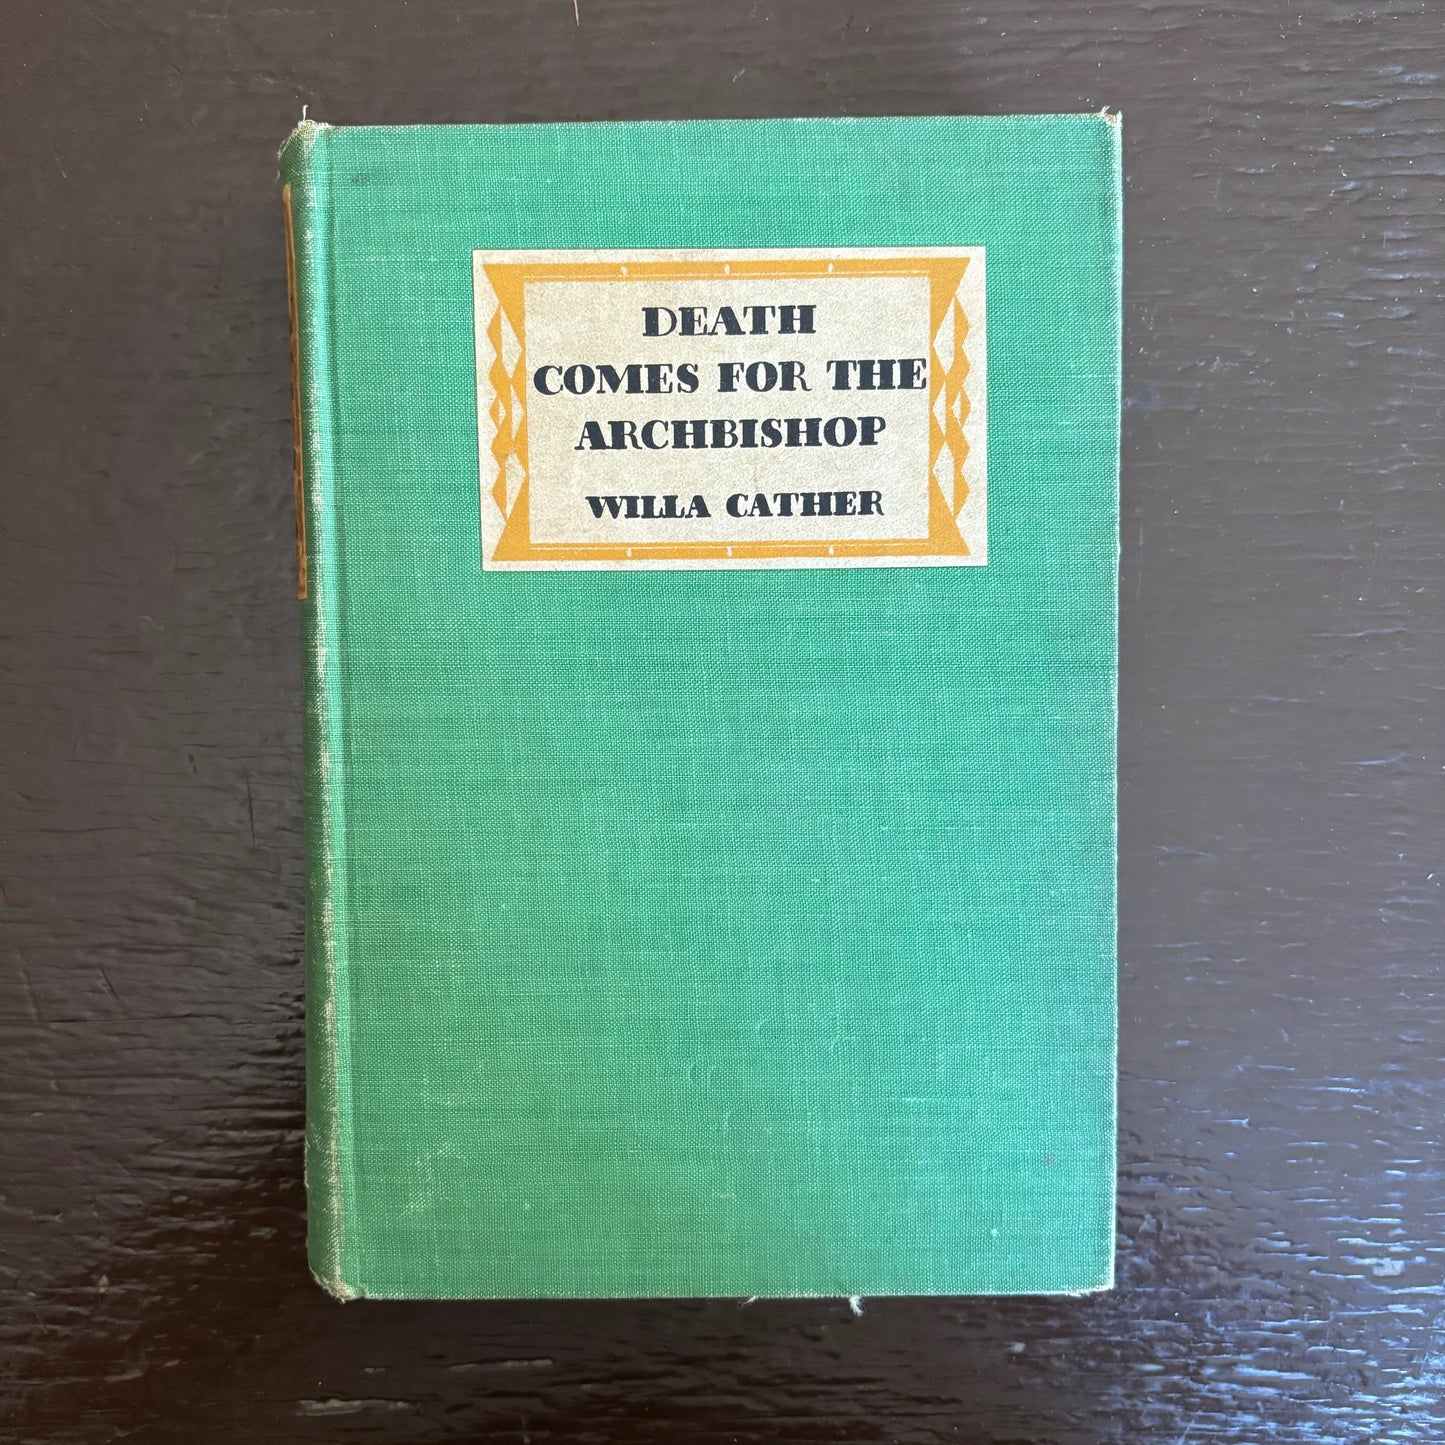 DEATH
COMES FOR THE
ARCHBISHOP
WILLA CATHER